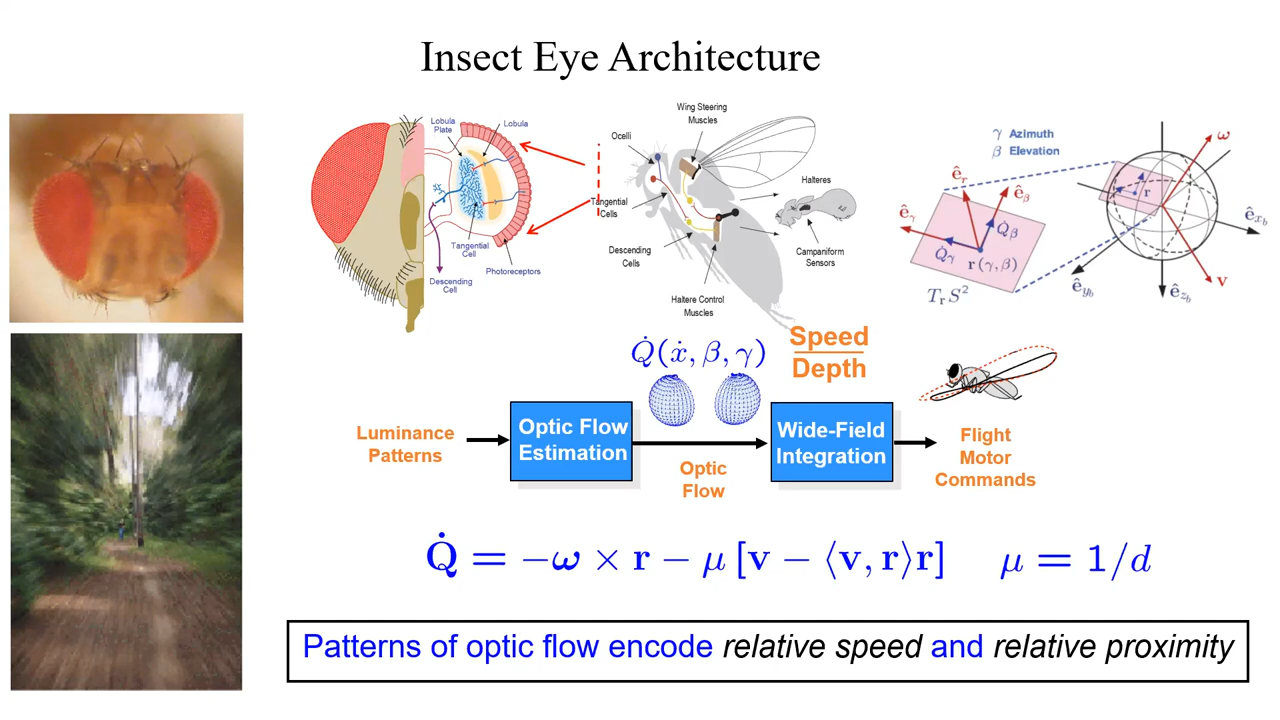 Insect Eye Architecture
Lobula
Plate
Lobula
Tangential
Cell
Photoreceptors
Descending
Cell
Wing Steering
Muscles
Ocelli
Tangential
Cells
Descending
Cells
Haltere Control
Muscles
Halteres
Campaniform
Sensors
γ Azimuth
β Elevation
ω
ê_r
ê_β
ê_γ
Q̇_β
Q̇_γ
r(γ, β)
T_r S²
r
ê_{x_b}
ê_{y_b}
ê_{z_b}
v
Q̇(ẋ, β, γ)
Speed
Depth
Luminance
Patterns
Optic Flow
Estimation
Optic
Flow
Wide-Field
Integration
Flight
Motor
Commands
Q̇ = −ω × r − μ [v − ⟨v, r⟩r] μ = 1/d
Patterns of optic flow encode relative speed and relative proximity